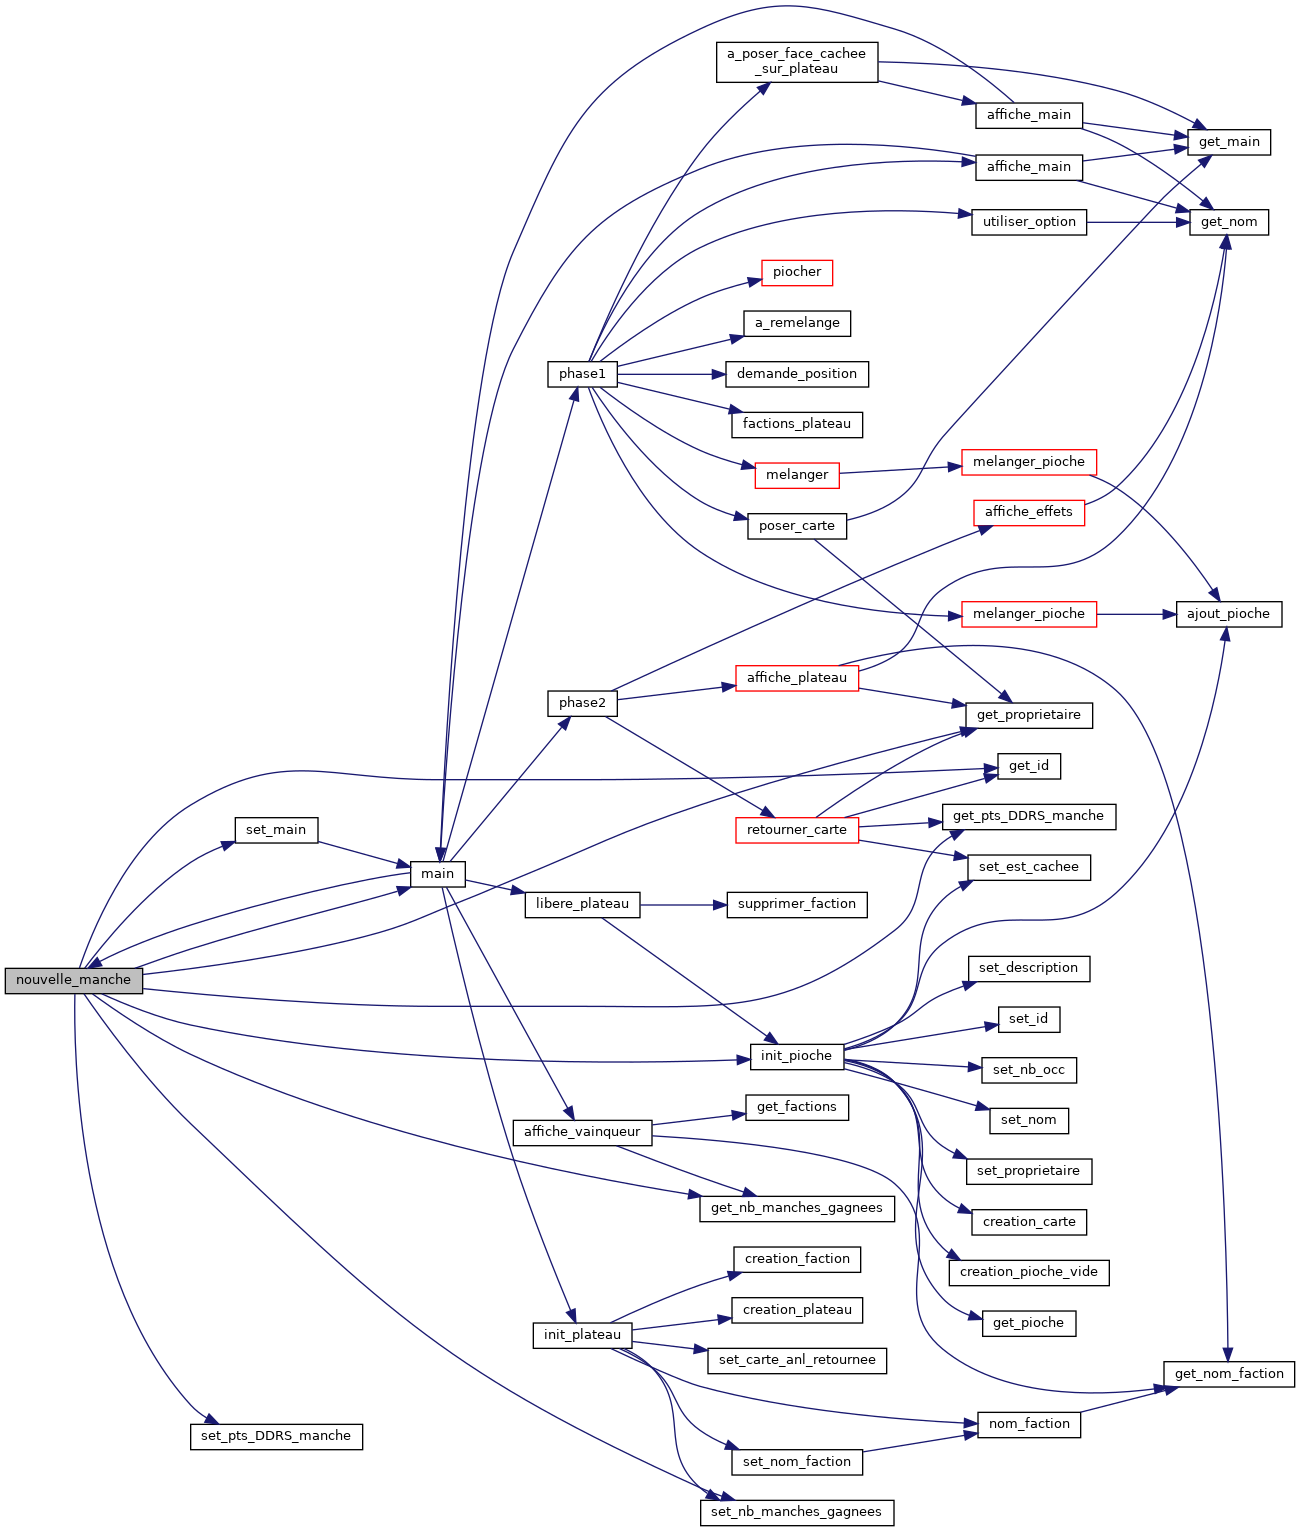 a_poser_face_cachee
_sur_plateau
affiche_main
get_main
affiche_main
utiliser_option
get_nom
piocher
a_remelange
phase1
demande_position
factions_plateau
melanger
melanger_pioche
affiche_effets
poser_carte
melanger_pioche
ajout_pioche
affiche_plateau
phase2
get_proprietaire
get_id
get_pts_DDRS_manche
set_main
retourner_carte
main
set_est_cachee
libere_plateau
supprimer_faction
nouvelle_manche
set_description
set_id
init_pioche
set_nb_occ
get_factions
set_nom
affiche_vainqueur
set_proprietaire
get_nb_manches_gagnees
creation_carte
creation_faction
creation_pioche_vide
creation_plateau
get_pioche
init_plateau
set_carte_anl_retournee
get_nom_faction
nom_faction
set_pts_DDRS_manche
set_nom_faction
set_nb_manches_gagnees